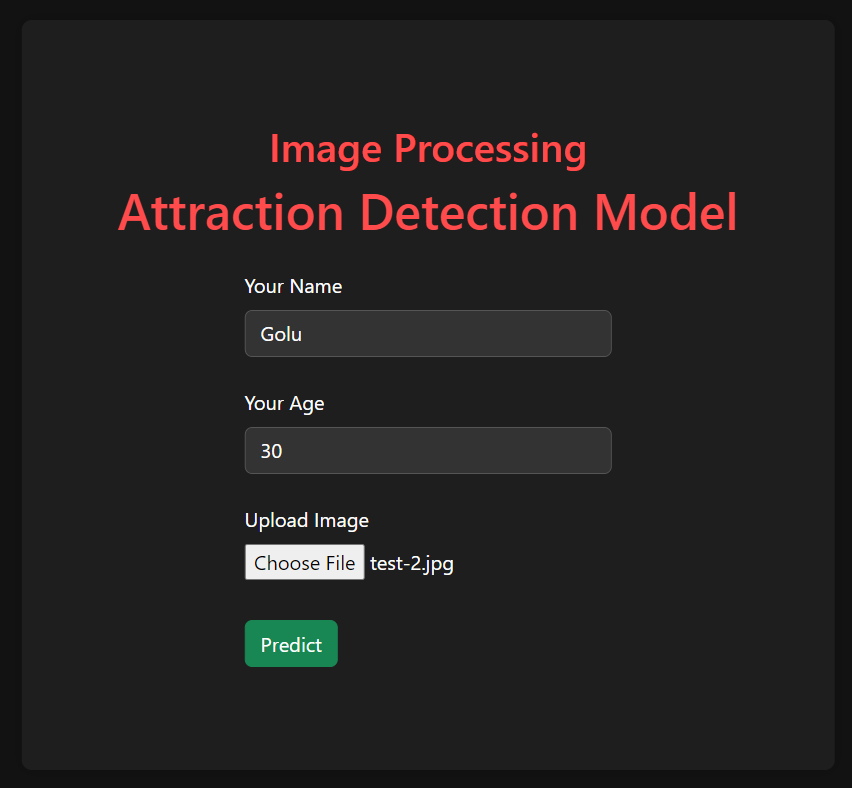 Image Processing
Attraction Detection Model
Your Name
Golu
Your Age
30
Upload Image
Choose File test-2.jpg
Predict